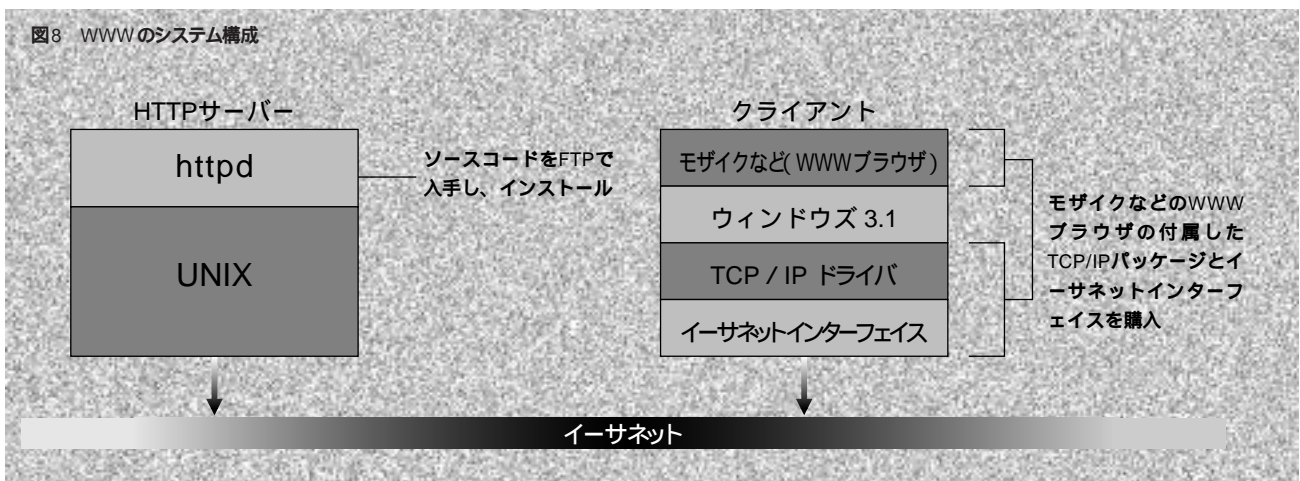 図8 WWWのシステム構成
HTTPサーバー
httpd
UNIX
ソースコードをFTPで
入手し、インストール
クライアント
モザイクなど(WWWブラウザ)
ウィンドウズ 3.1
TCP / IP ドライバ
イーサネットインターフェイス
モザイクなどのWWW
ブラウザの付属した
TCP/IPパッケージとイ
ーサネットインターフ
ェイスを購入
イーサネット